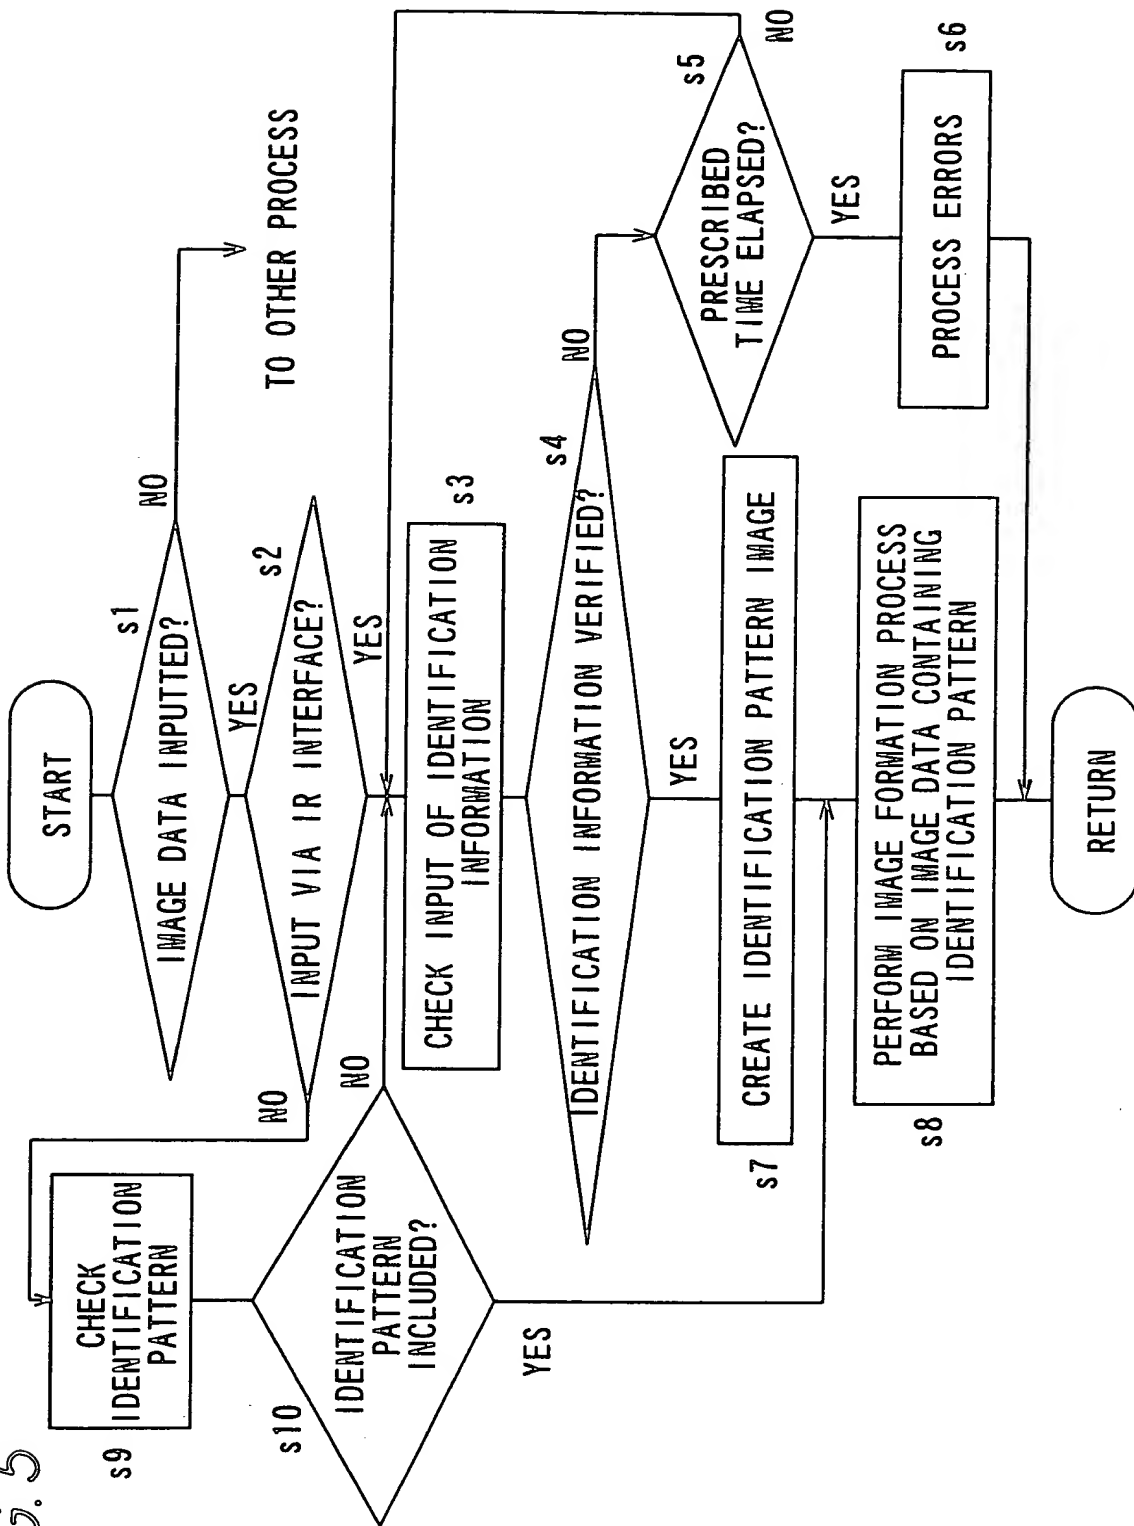 5
START
s1
IMAGE DATA INPUTTED?
NO
TO OTHER PROCESS
YES
s2
INPUT VIA IR INTERFACE?
NO
YES
s9
CHECK
IDENTIFICATION
PATTERN
s10
IDENTIFICATION
PATTERN
INCLUDED?
NO
YES
s3
CHECK INPUT OF IDENTIFICATION
INFORMATION
s4
IDENTIFICATION INFORMATION VERIFIED?
NO
YES
s5
PRESCRIBED
TIME ELAPSED?
NO
YES
s6
PROCESS ERRORS
s7
CREATE IDENTIFICATION PATTERN IMAGE
s8
PERFORM IMAGE FORMATION PROCESS
BASED ON IMAGE DATA CONTAINING
IDENTIFICATION PATTERN
RETURN